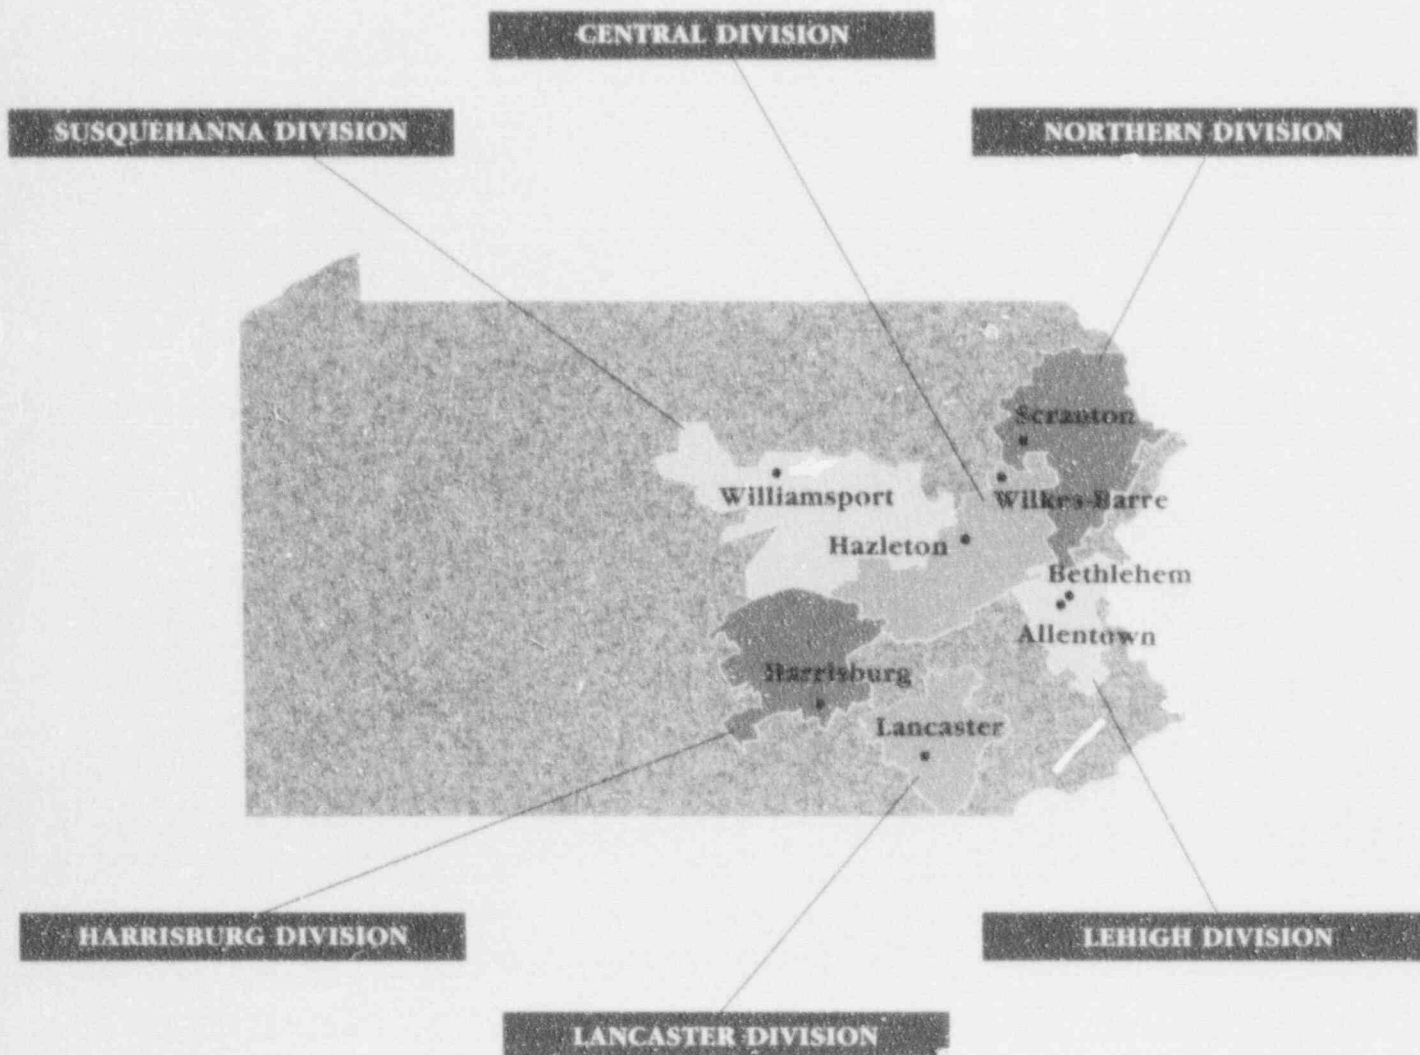 CENTRAL DIVISION
SUSQUEHANNA DIVISION
NORTHERN DIVISION
Scranton
Williamsport
Wilkes-Barre
Hazleton
Bethlehem
Allentown
Harrisburg
Lancaster
HARRISBURG DIVISION
LEHIGH DIVISION
LANCASTER DIVISION